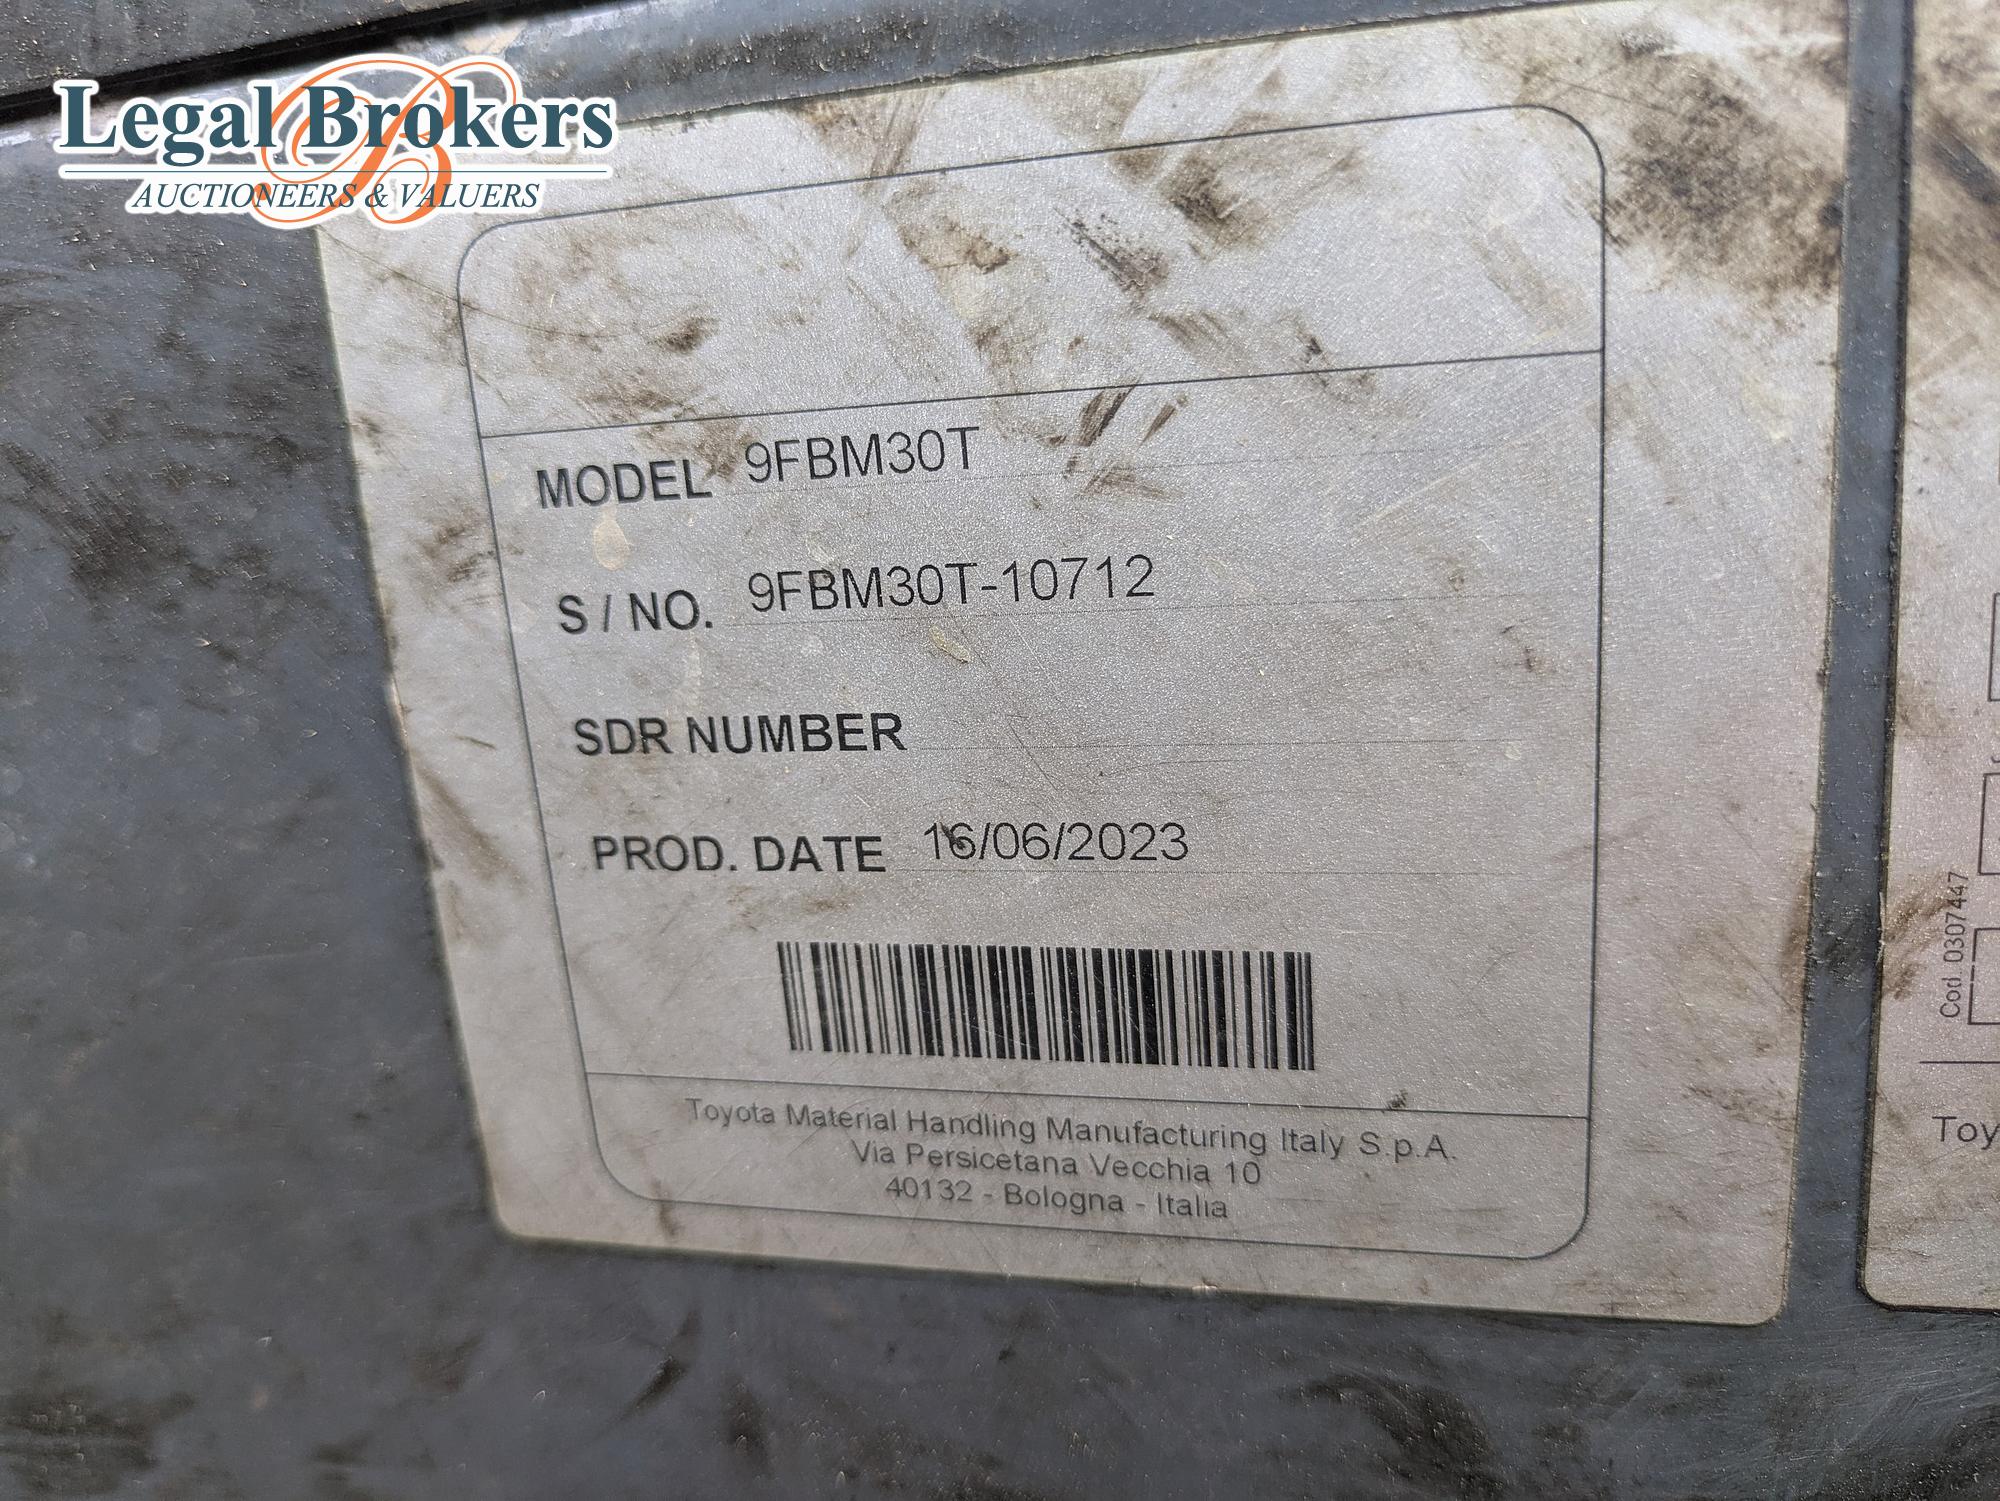 Legal Brokers
AUCTIONEERS & VALUERS
MODEL 9FBM30T
S / NO. 9FBM30T-10712
SDR NUMBER
PROD. DATE 16/06/2023
Toyota Material Handling Manufacturing Italy S.p.A.
Via Persicetana Vecchia 10
40132 - Bologna - Italia
Cod. 0307447
Toy